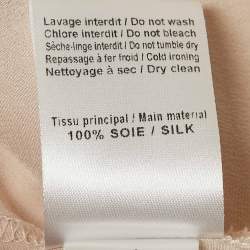 Lavage interdit / Do not wash
Chlore interdit / Do not bleach
Sèche-linge interdit / Do not tumble dry
Repassage à fer froid / Cold ironing
Nettoyage à sec / Dry clean
Tissu principal / Main material
100% SOIE / SILK